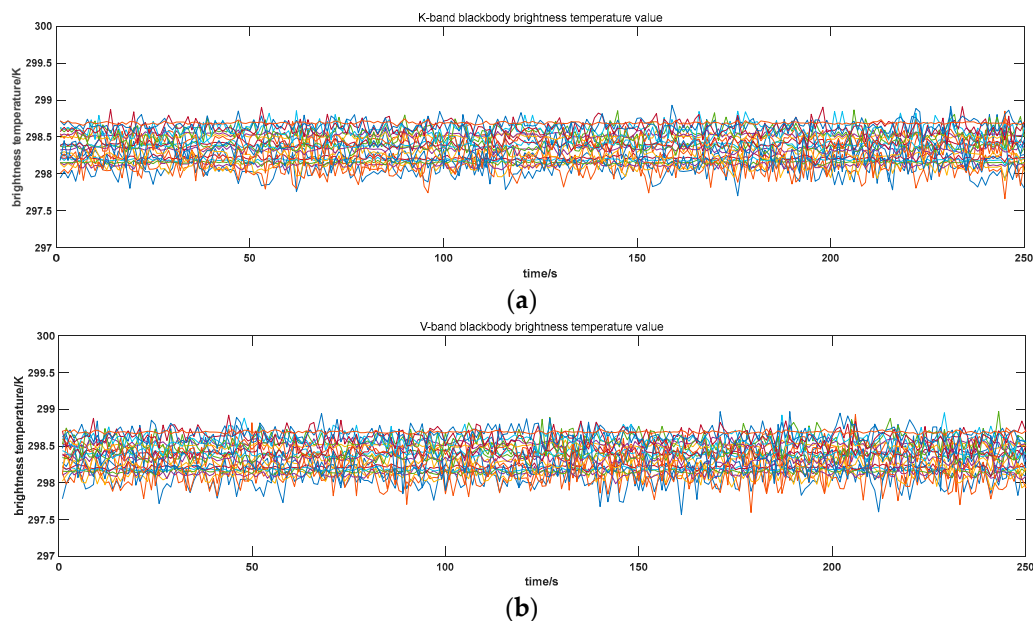 K-band blackbody brightness temperature value
300
299.5
299
298.5
298
297.5
297
brightness temperature/K
0 50 100 150 200 250
time/s
(a)
V-band blackbody brightness temperature value
300
299.5
299
298.5
298
297.5
297
brightness temperature/K
0 50 100 150 200 250
time/s
(b)